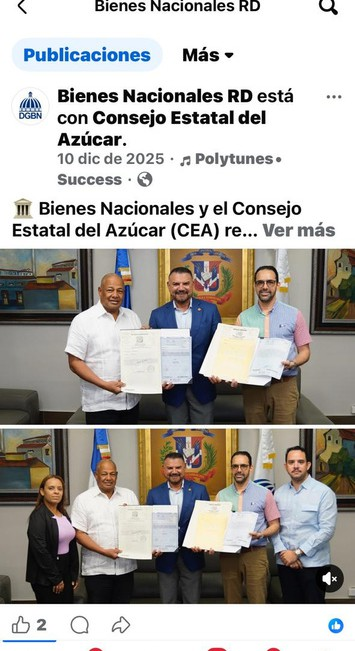 Bienes Nacionales RD
Publicaciones
Más
DGBN
Bienes Nacionales RD está
con Consejo Estatal del
Azúcar.
10 dic de 2025 · Polytunes •
Success ·
Bienes Nacionales y el Consejo
Estatal del Azúcar (CEA) re... Ver más
2